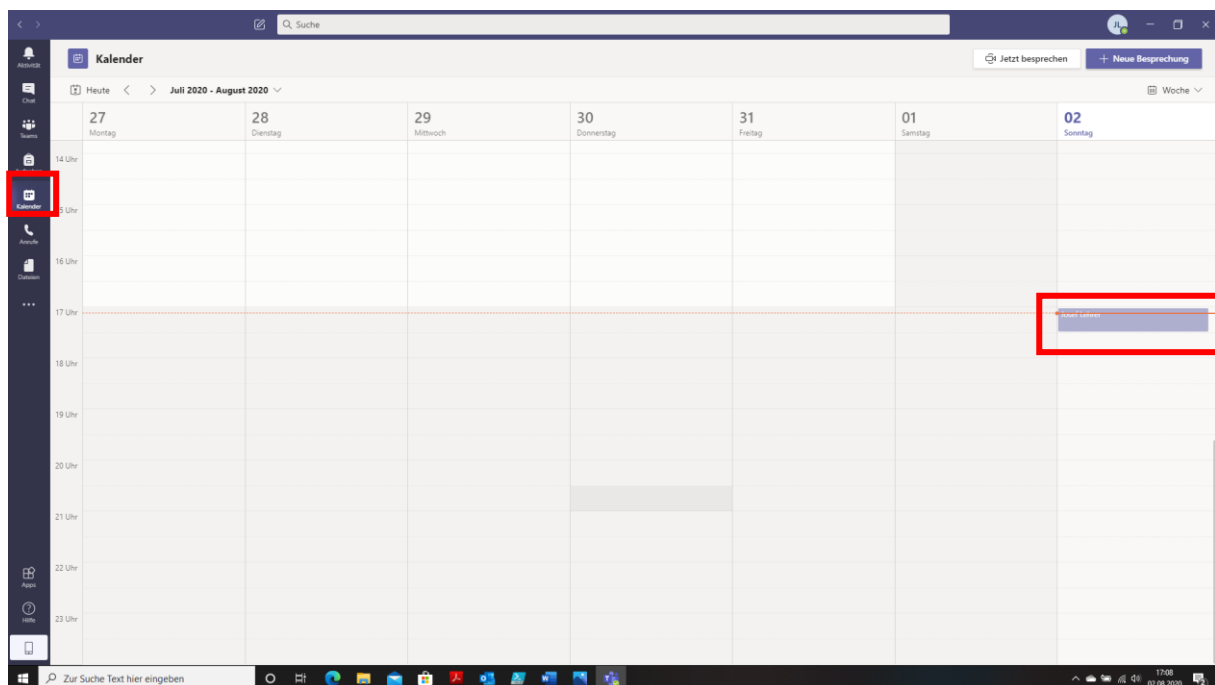 Suche
JL
Aktivität
Kalender
Jetzt besprechen
+ Neue Besprechung
Chat
Heute
Juli 2020 - August 2020
Woche
Teams
27
Montag
28
Dienstag
29
Mittwoch
30
Donnerstag
31
Freitag
01
Samstag
02
Sonntag
14 Uhr
Kalender
Uhr
Anrufe
16 Uhr
Dateien
17 Uhr
18 Uhr
19 Uhr
20 Uhr
21 Uhr
22 Uhr
Apps
Hilfe
23 Uhr
Zur Suche Text hier eingeben
17:08
02.08.2020